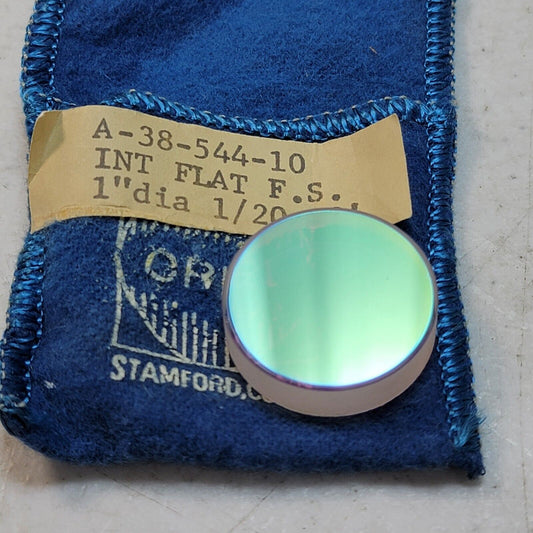 A-38-544-10
INT FLAT F.S.
1"dia 1/20
STAMFORD,